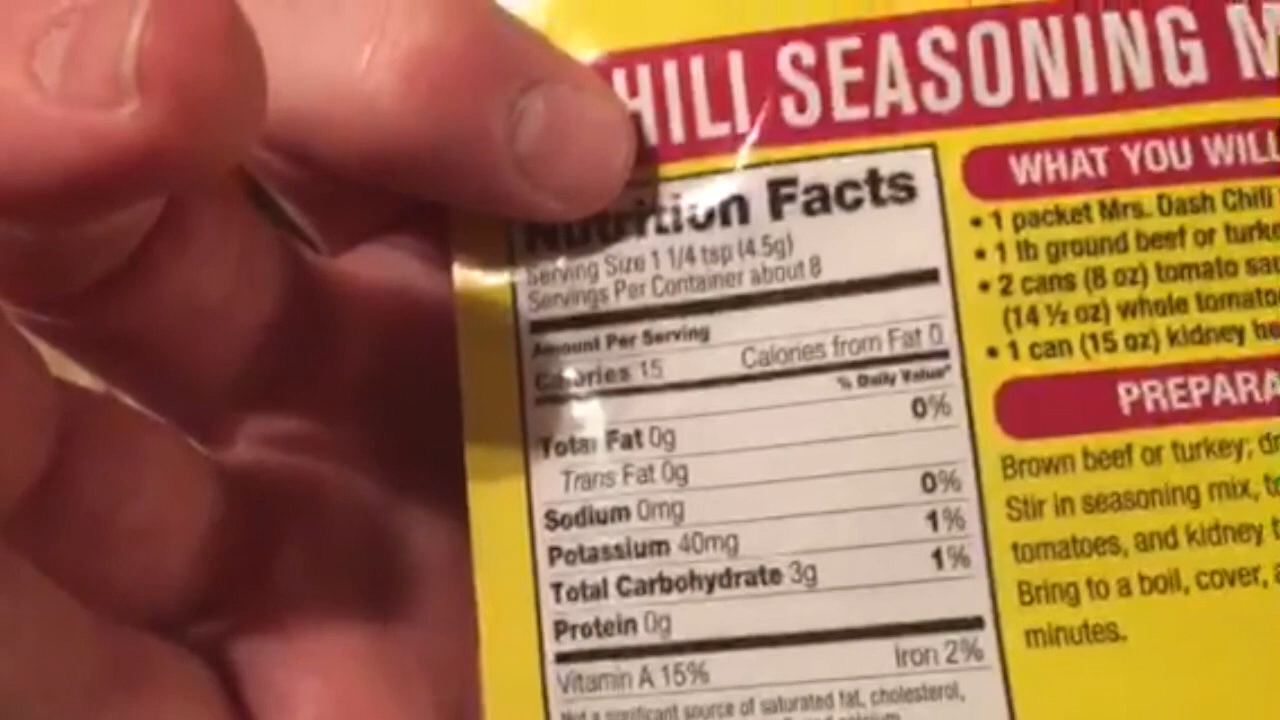 HILI SEASONING M
Nutrition Facts
Serving Size 1 1/4 tsp (4.5g)
Servings Per Container about 8
Amount Per Serving
Calories 15 Calories from Fat 0
% Daily Value*
Total Fat 0g 0%
Trans Fat 0g
Sodium 0mg 0%
Potassium 40mg 1%
Total Carbohydrate 3g 1%
Protein 0g
Vitamin A 15% Iron 2%
Not a significant source of saturated fat, cholesterol,
calcium
WHAT YOU WILL
• 1 packet Mrs. Dash Chili
• 1 lb ground beef or turke
• 2 cans (8 oz) tomato sau
(14 ½ oz) whole tomato
• 1 can (15 oz) kidney be
PREPARA
Brown beef or turkey; dr
Stir in seasoning mix, to
tomatoes, and kidney b
Bring to a boil, cover, a
minutes.